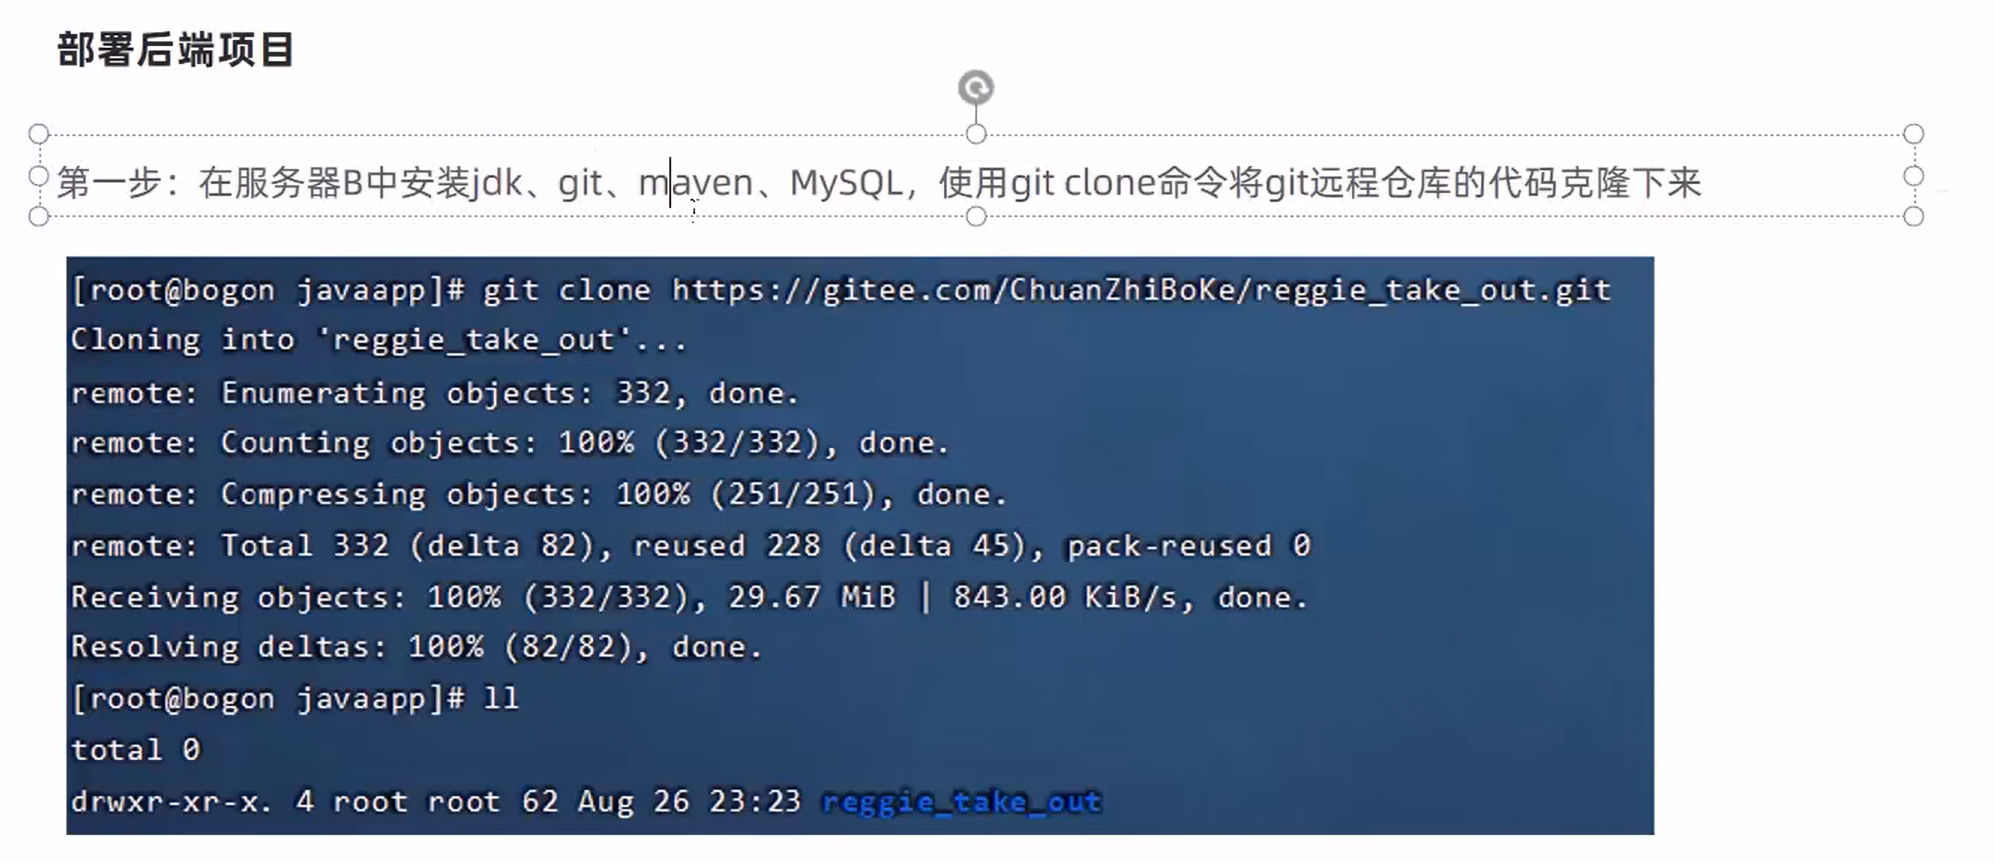 部署后端项目
第一步：在服务器B中安装jdk、git、maven、MySQL，使用git clone命令将git远程仓库的代码克隆下来
[root@bogon javaapp]# git clone https://gitee.com/ChuanZhiBoKe/reggie_take_out.git
Cloning into 'reggie_take_out'...
remote: Enumerating objects: 332, done.
remote: Counting objects: 100% (332/332), done.
remote: Compressing objects: 100% (251/251), done.
remote: Total 332 (delta 82), reused 228 (delta 45), pack-reused 0
Receiving objects: 100% (332/332), 29.67 MiB | 843.00 KiB/s, done.
Resolving deltas: 100% (82/82), done.
[root@bogon javaapp]# ll
total 0
drwxr-xr-x. 4 root root 62 Aug 26 23:23 reggie_take_out